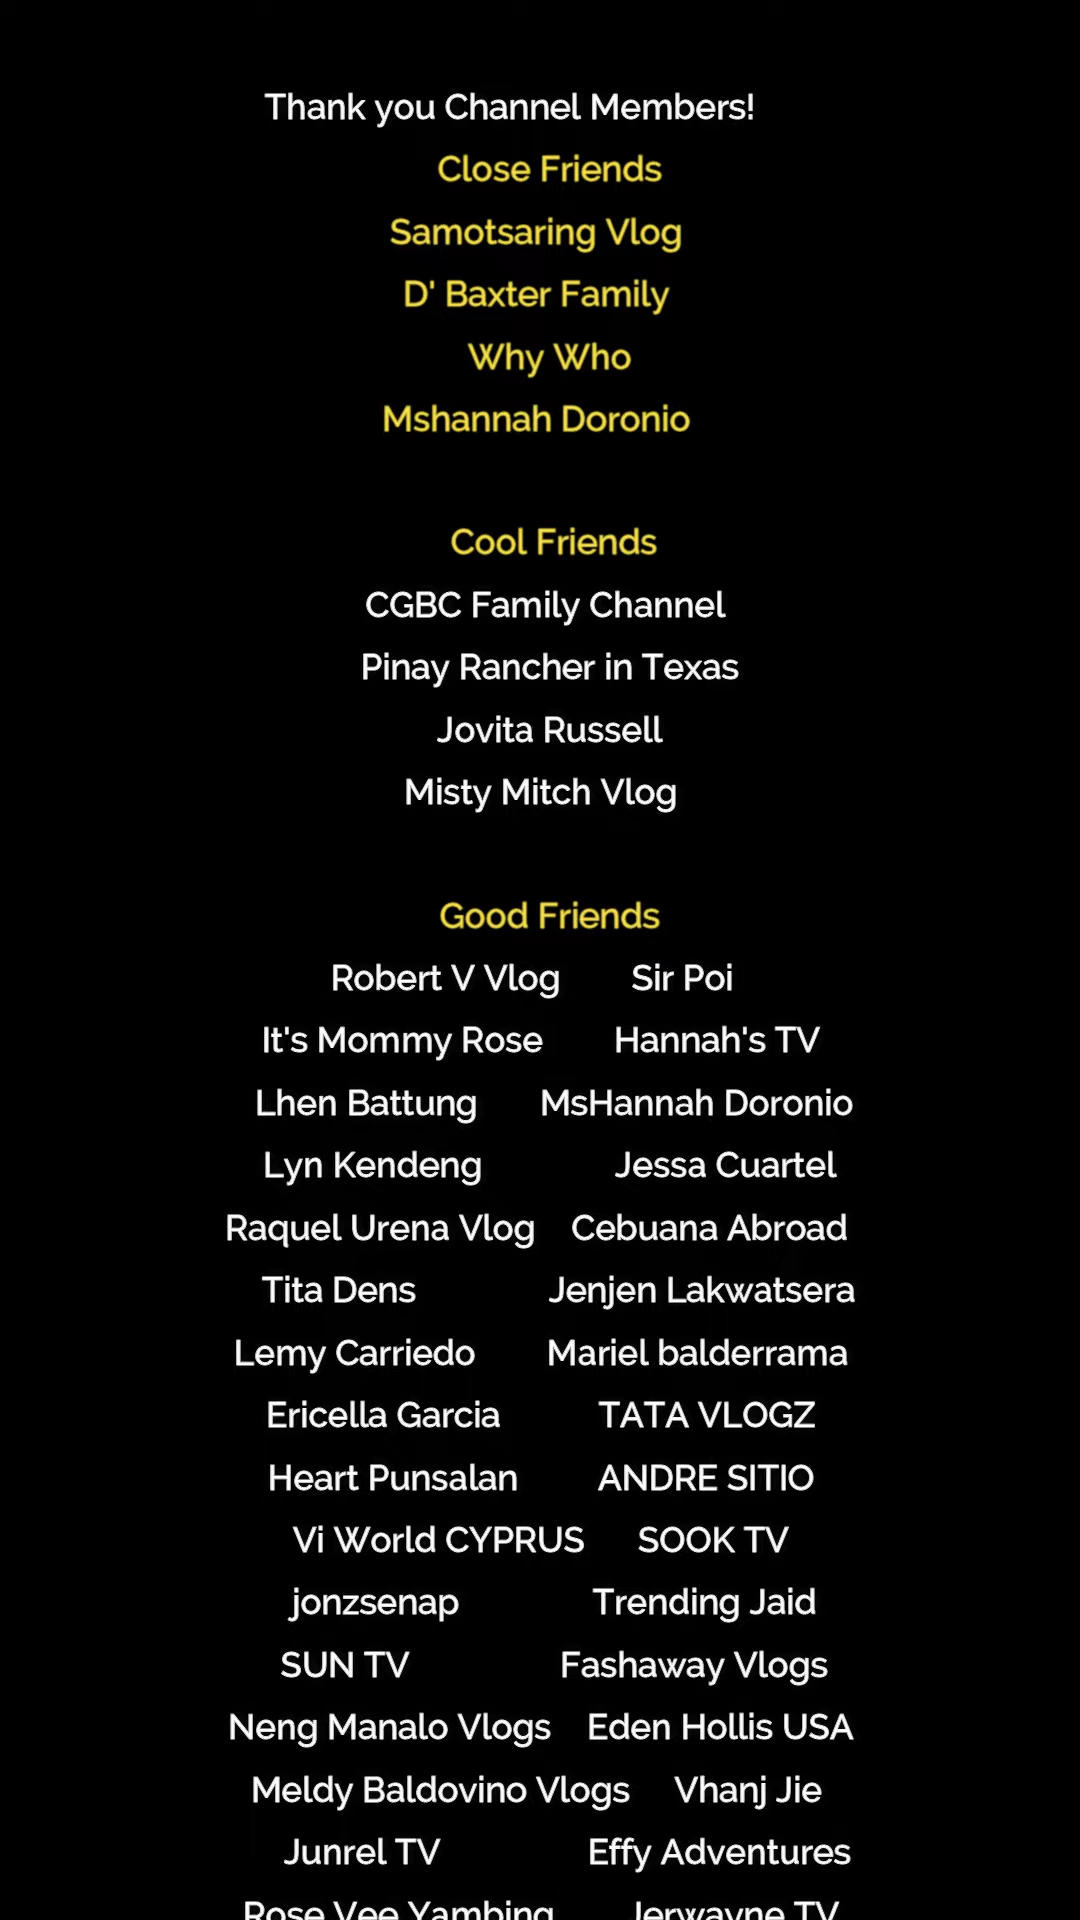 Thank you Channel Members!
Close Friends
Samotsaring Vlog
D' Baxter Family
Why Who
Mshannah Doronio
Cool Friends
CGBC Family Channel
Pinay Rancher in Texas
Jovita Russell
Misty Mitch Vlog
Good Friends
Robert V Vlog Sir Poi
It's Mommy Rose Hannah's TV
Lhen Battung MsHannah Doronio
Lyn Kendeng Jessa Cuartel
Raquel Urena Vlog Cebuana Abroad
Tita Dens Jenjen Lakwatsera
Lemy Carriedo Mariel balderrama
Ericella Garcia TATA VLOGZ
Heart Punsalan ANDRE SITIO
Vi World CYPRUS SOOK TV
jonzsenap Trending Jaid
SUN TV Fashaway Vlogs
Neng Manalo Vlogs Eden Hollis USA
Meldy Baldovino Vlogs Vhanj Jie
Junrel TV Effy Adventures
Rose Vee Yambing Jerwayne TV